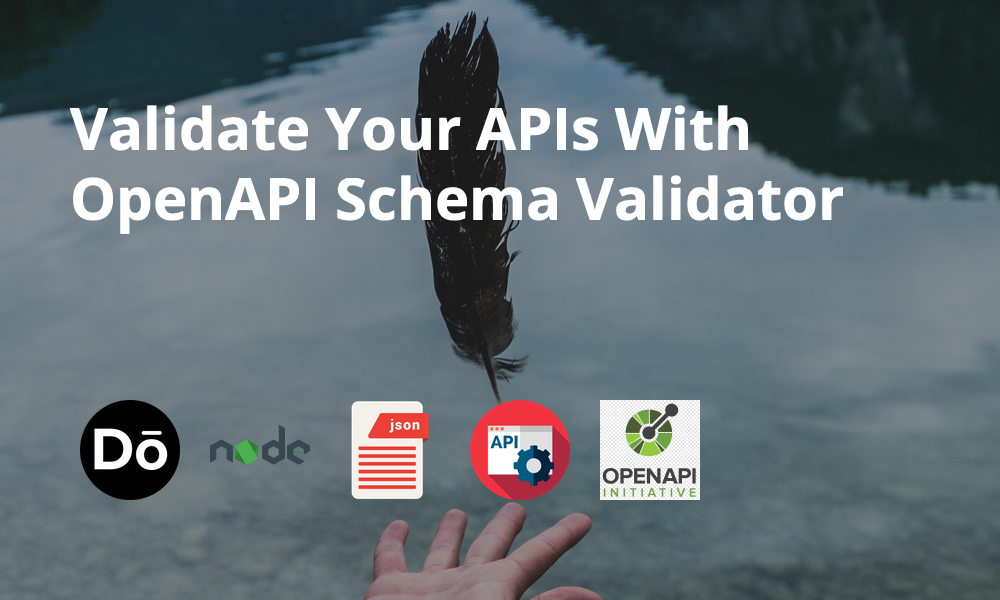 Validate Your APIs With
OpenAPI Schema Validator
Dō
node
json
API
OPENAPI
INITIATIVE